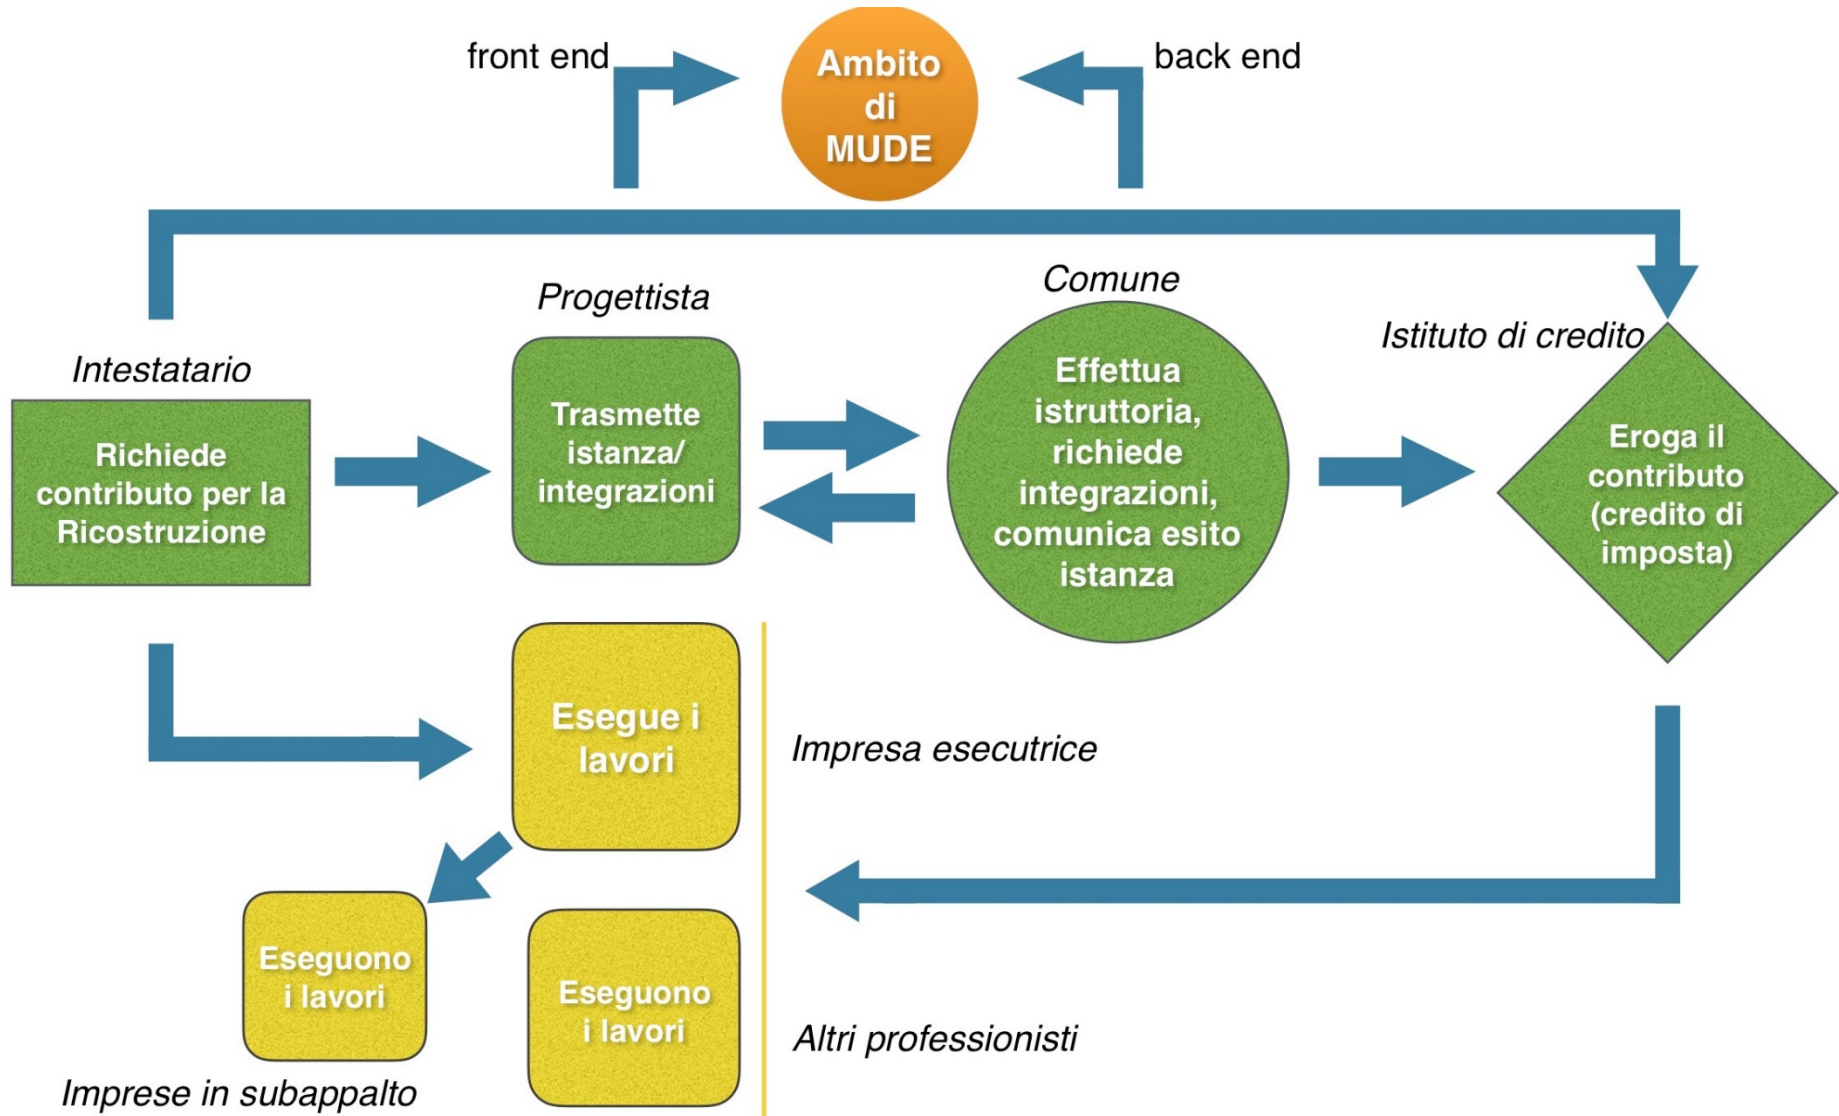 front end
Ambito
di
MUDE
back end
Intestatario
Richiede
contributo per la
Ricostruzione
Progettista
Trasmette
istanza/
integrazioni
Comune
Effettua
istruttoria,
richiede
integrazioni,
comunica esito
istanza
Istituto di credito
Eroga il
contributo
(credito di
imposta)
Esegue i
lavori
Impresa esecutrice
Eseguono
i lavori
Imprese in subappalto
Eseguono
i lavori
Altri professionisti